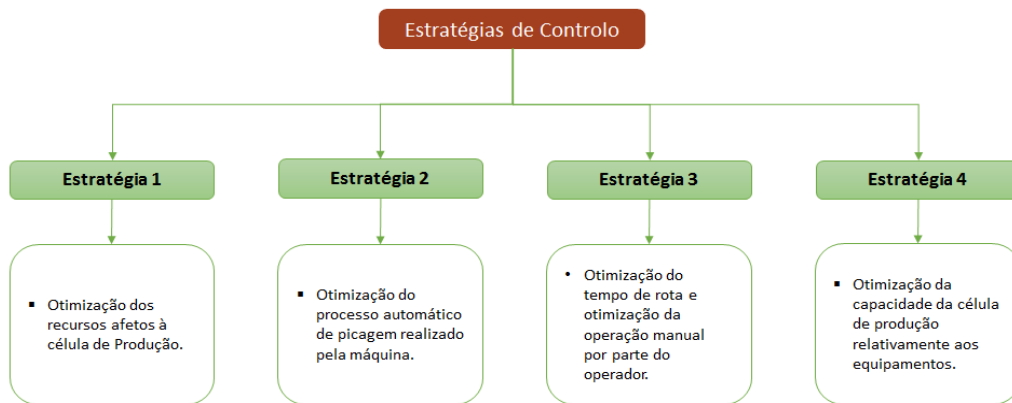 Estratégias de Controlo
Estratégia 1
Estratégia 2
Estratégia 3
Estratégia 4
▪ Otimização dos
recursos afetos à
célula de Produção.
▪ Otimização do
processo automático
de picagem realizado
pela máquina.
• Otimização do
tempo de rota e
otimização da
operação manual
por parte do
operador.
▪ Otimização da
capacidade da célula
de produção
relativamente aos
equipamentos.